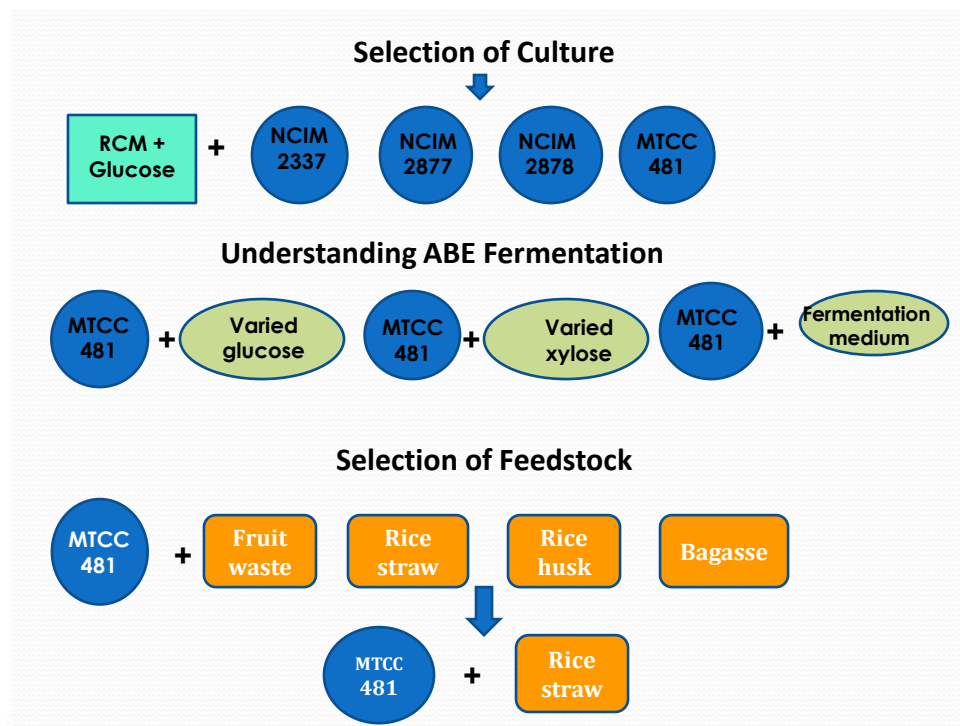 Selection of Culture
RCM +
Glucose
+
NCIM
2337
NCIM
2877
NCIM
2878
MTCC
481
Understanding ABE Fermentation
MTCC
481
+
Varied
glucose
MTCC
481
+
Varied
xylose
MTCC
481
+
Fermentation
medium
Selection of Feedstock
MTCC
481
+
Fruit
waste
Rice
straw
Rice
husk
Bagasse
MTCC
481
+
Rice
straw